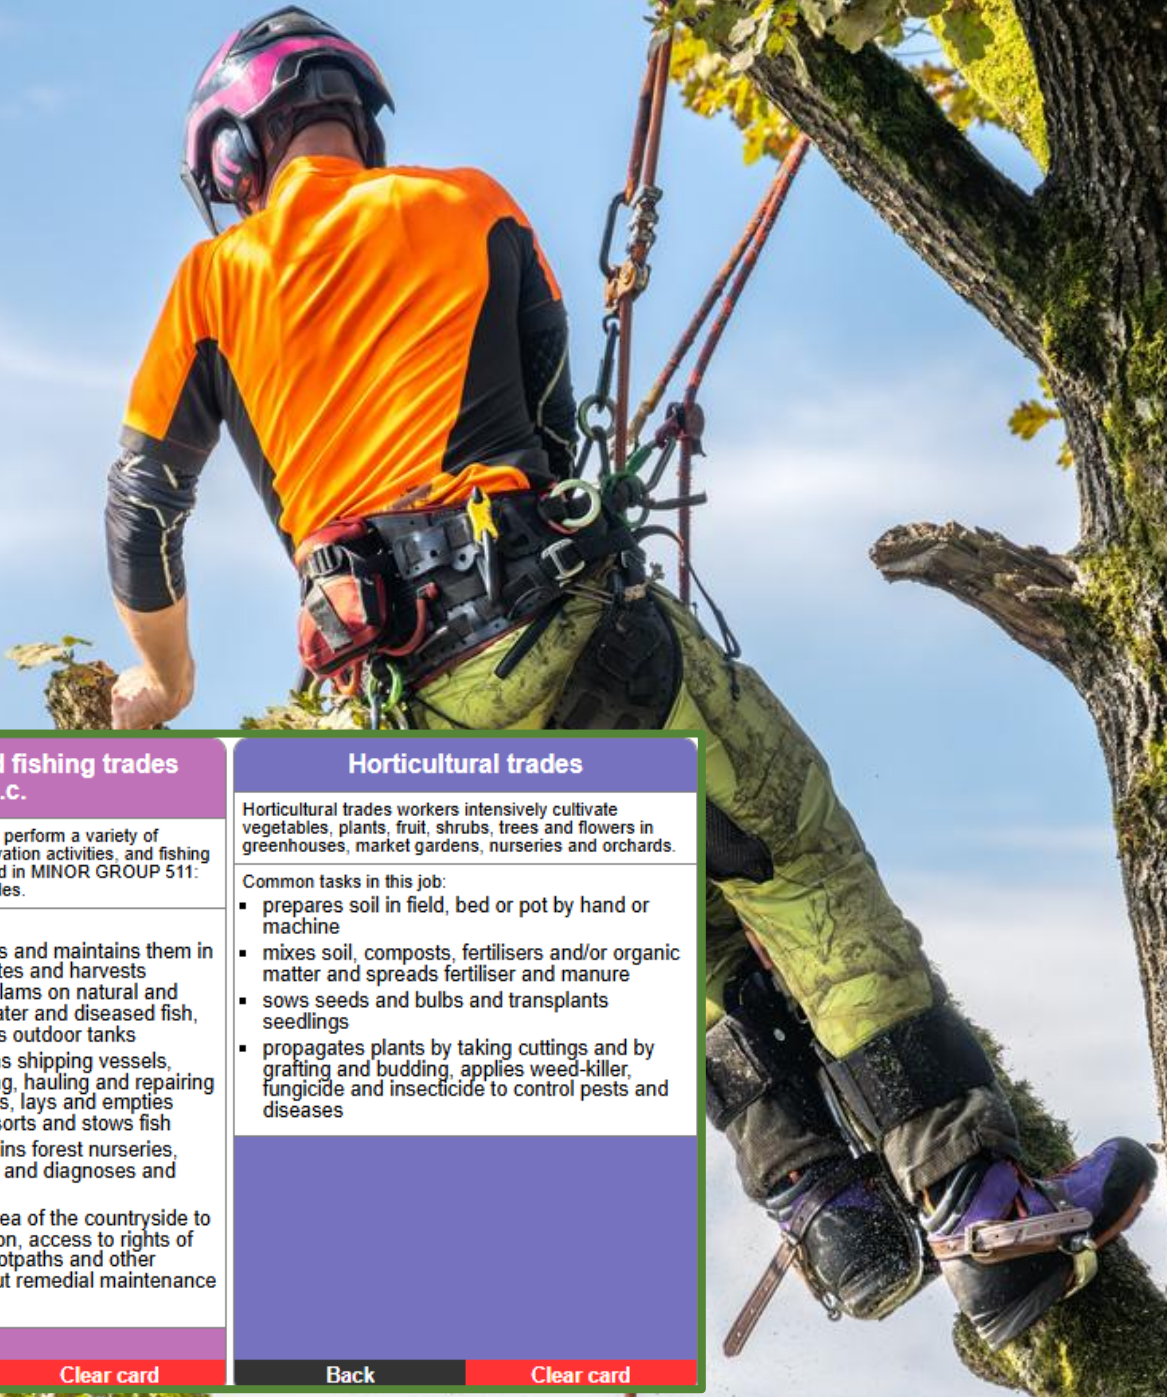 fishing trades
.c.
perform a variety of
ation activities, and fishing
d in MINOR GROUP 511:
les.
s and maintains them in
tes and harvests
lams on natural and
ater and diseased fish,
s outdoor tanks
ns shipping vessels,
ng, hauling and repairing
s, lays and empties
sorts and stows fish
ins forest nurseries,
and diagnoses and
ea of the countryside to
on, access to rights of
otpaths and other
ut remedial maintenance
Clear card
Horticultural trades
Horticultural trades workers intensively cultivate
vegetables, plants, fruit, shrubs, trees and flowers in
greenhouses, market gardens, nurseries and orchards.
Common tasks in this job:
▪ prepares soil in field, bed or pot by hand or
machine
▪ mixes soil, composts, fertilisers and/or organic
matter and spreads fertiliser and manure
▪ sows seeds and bulbs and transplants
seedlings
▪ propagates plants by taking cuttings and by
grafting and budding, applies weed-killer,
fungicide and insecticide to control pests and
diseases
Back
Clear card